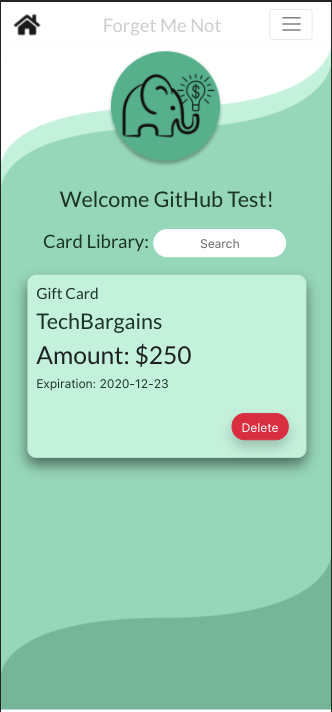 Forget Me Not
$
Welcome GitHub Test!
Card Library: Search
Gift Card
TechBargains
Amount: $250
Expiration: 2020-12-23
Delete